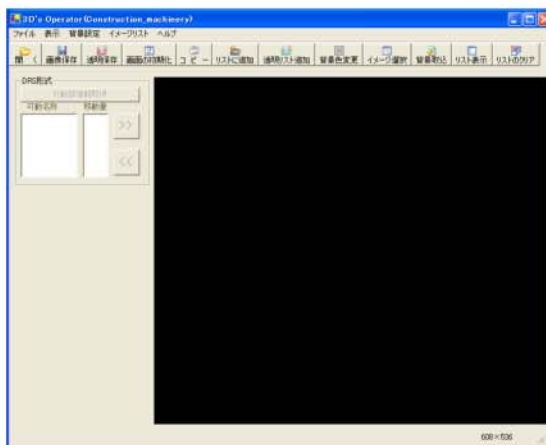 3D's-Operator(Construction_machinery)
ファイル 表示 背景設定 イメージリスト ヘルプ
開く 画像保存 透明保存 画面の初期化 コピー リストに追加 透明リスト追加 背景色変更 イメージ選択 背景取込 リスト表示 リストのクリア
DRS形式
可動名称 移動量
>>
<<
608×536